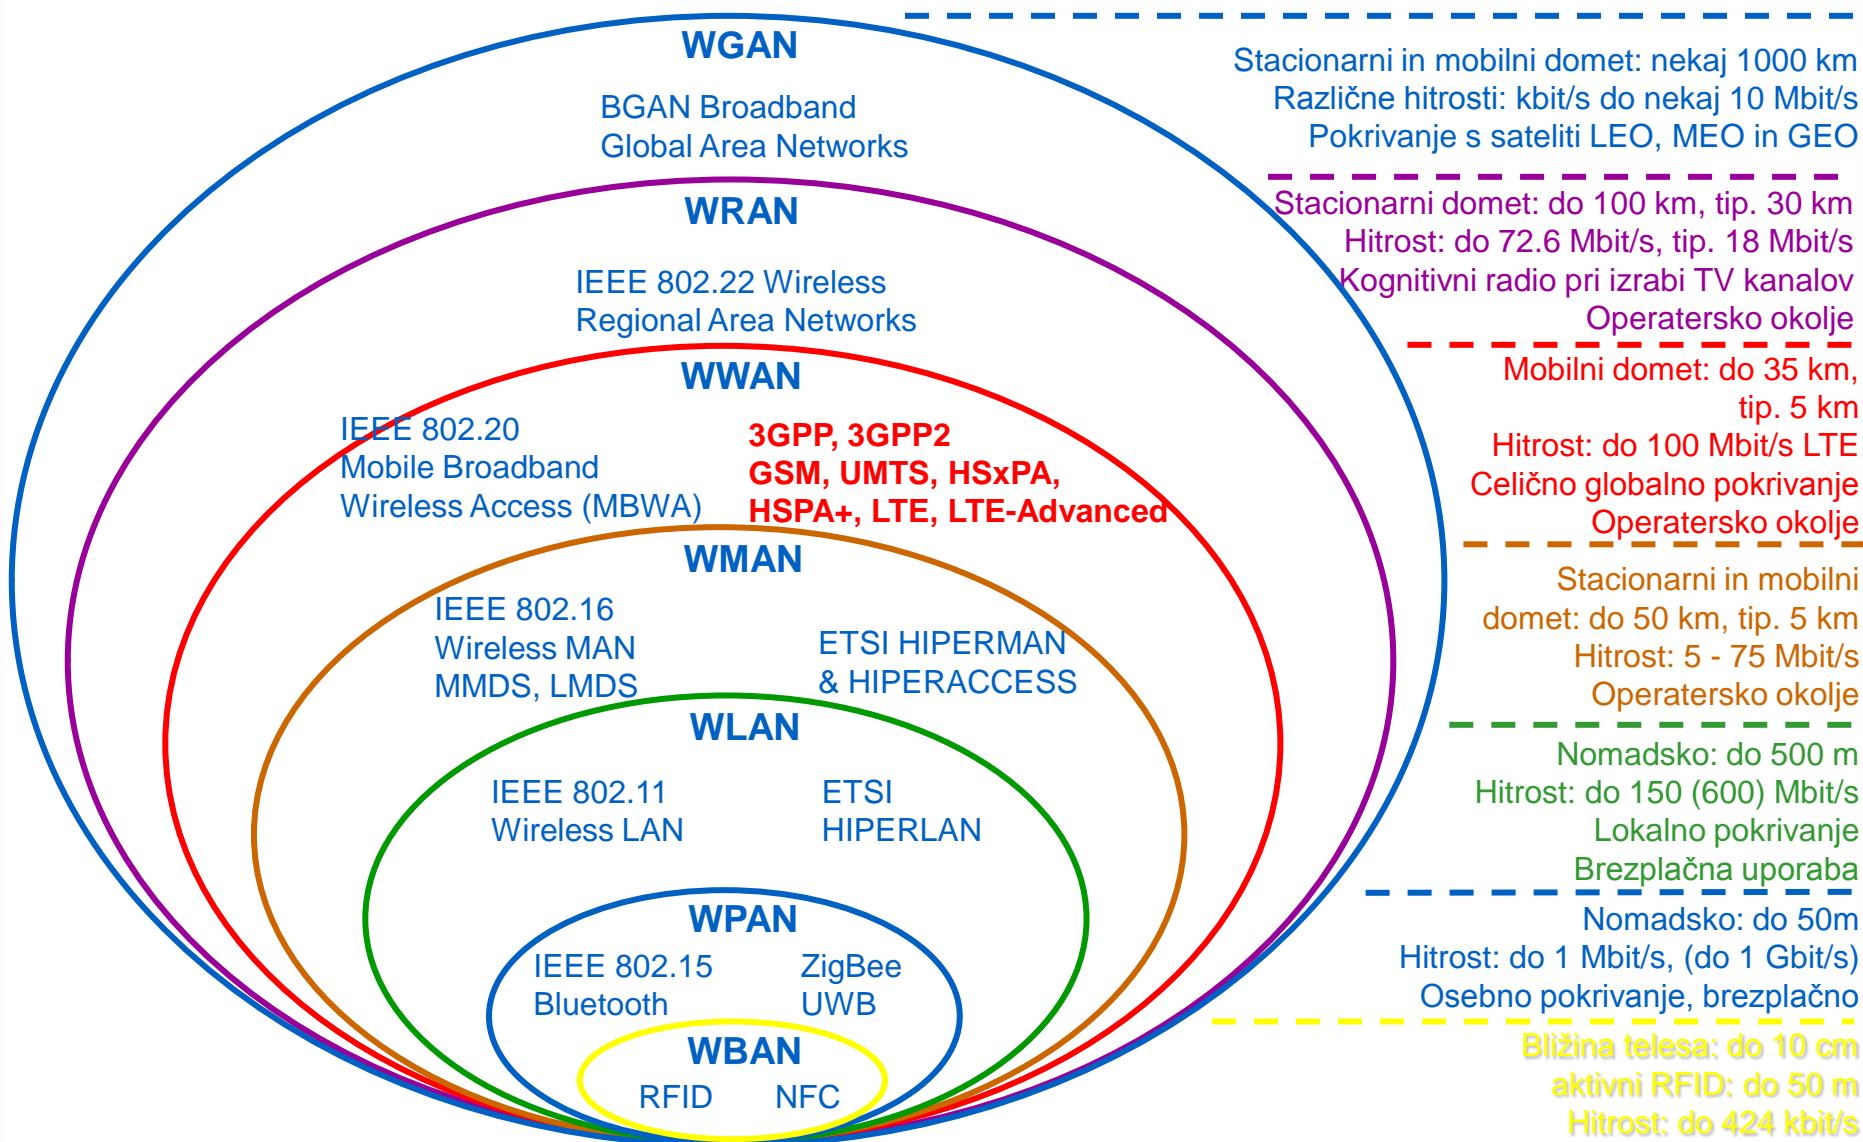 WGAN
BGAN Broadband
Global Area Networks
Stacionarni in mobilni domet: nekaj 1000 km
Različne hitrosti: kbit/s do nekaj 10 Mbit/s
Pokrivanje s sateliti LEO, MEO in GEO
WRAN
IEEE 802.22 Wireless
Regional Area Networks
Stacionarni domet: do 100 km, tip. 30 km
Hitrost: do 72.6 Mbit/s, tip. 18 Mbit/s
Kognitivni radio pri izrabi TV kanalov
Operatersko okolje
WWAN
IEEE 802.20
Mobile Broadband
Wireless Access (MBWA)
3GPP, 3GPP2
GSM, UMTS, HSxPA,
HSPA+, LTE, LTE-Advanced
Mobilni domet: do 35 km,
tip. 5 km
Hitrost: do 100 Mbit/s LTE
Celično globalno pokrivanje
Operatersko okolje
WMAN
IEEE 802.16
Wireless MAN
MMDS, LMDS
ETSI HIPERMAN
& HIPERACCESS
Stacionarni in mobilni
domet: do 50 km, tip. 5 km
Hitrost: 5 - 75 Mbit/s
Operatersko okolje
WLAN
IEEE 802.11
Wireless LAN
ETSI
HIPERLAN
Nomadsko: do 500 m
Hitrost: do 150 (600) Mbit/s
Lokalno pokrivanje
Brezplačna uporaba
WPAN
IEEE 802.15
Bluetooth
ZigBee
UWB
Nomadsko: do 50m
Hitrost: do 1 Mbit/s, (do 1 Gbit/s)
Osebno pokrivanje, brezplačno
WBAN
RFID
NFC
Bližina telesa: do 10 cm
aktivni RFID: do 50 m
Hitrost: do 424 kbit/s